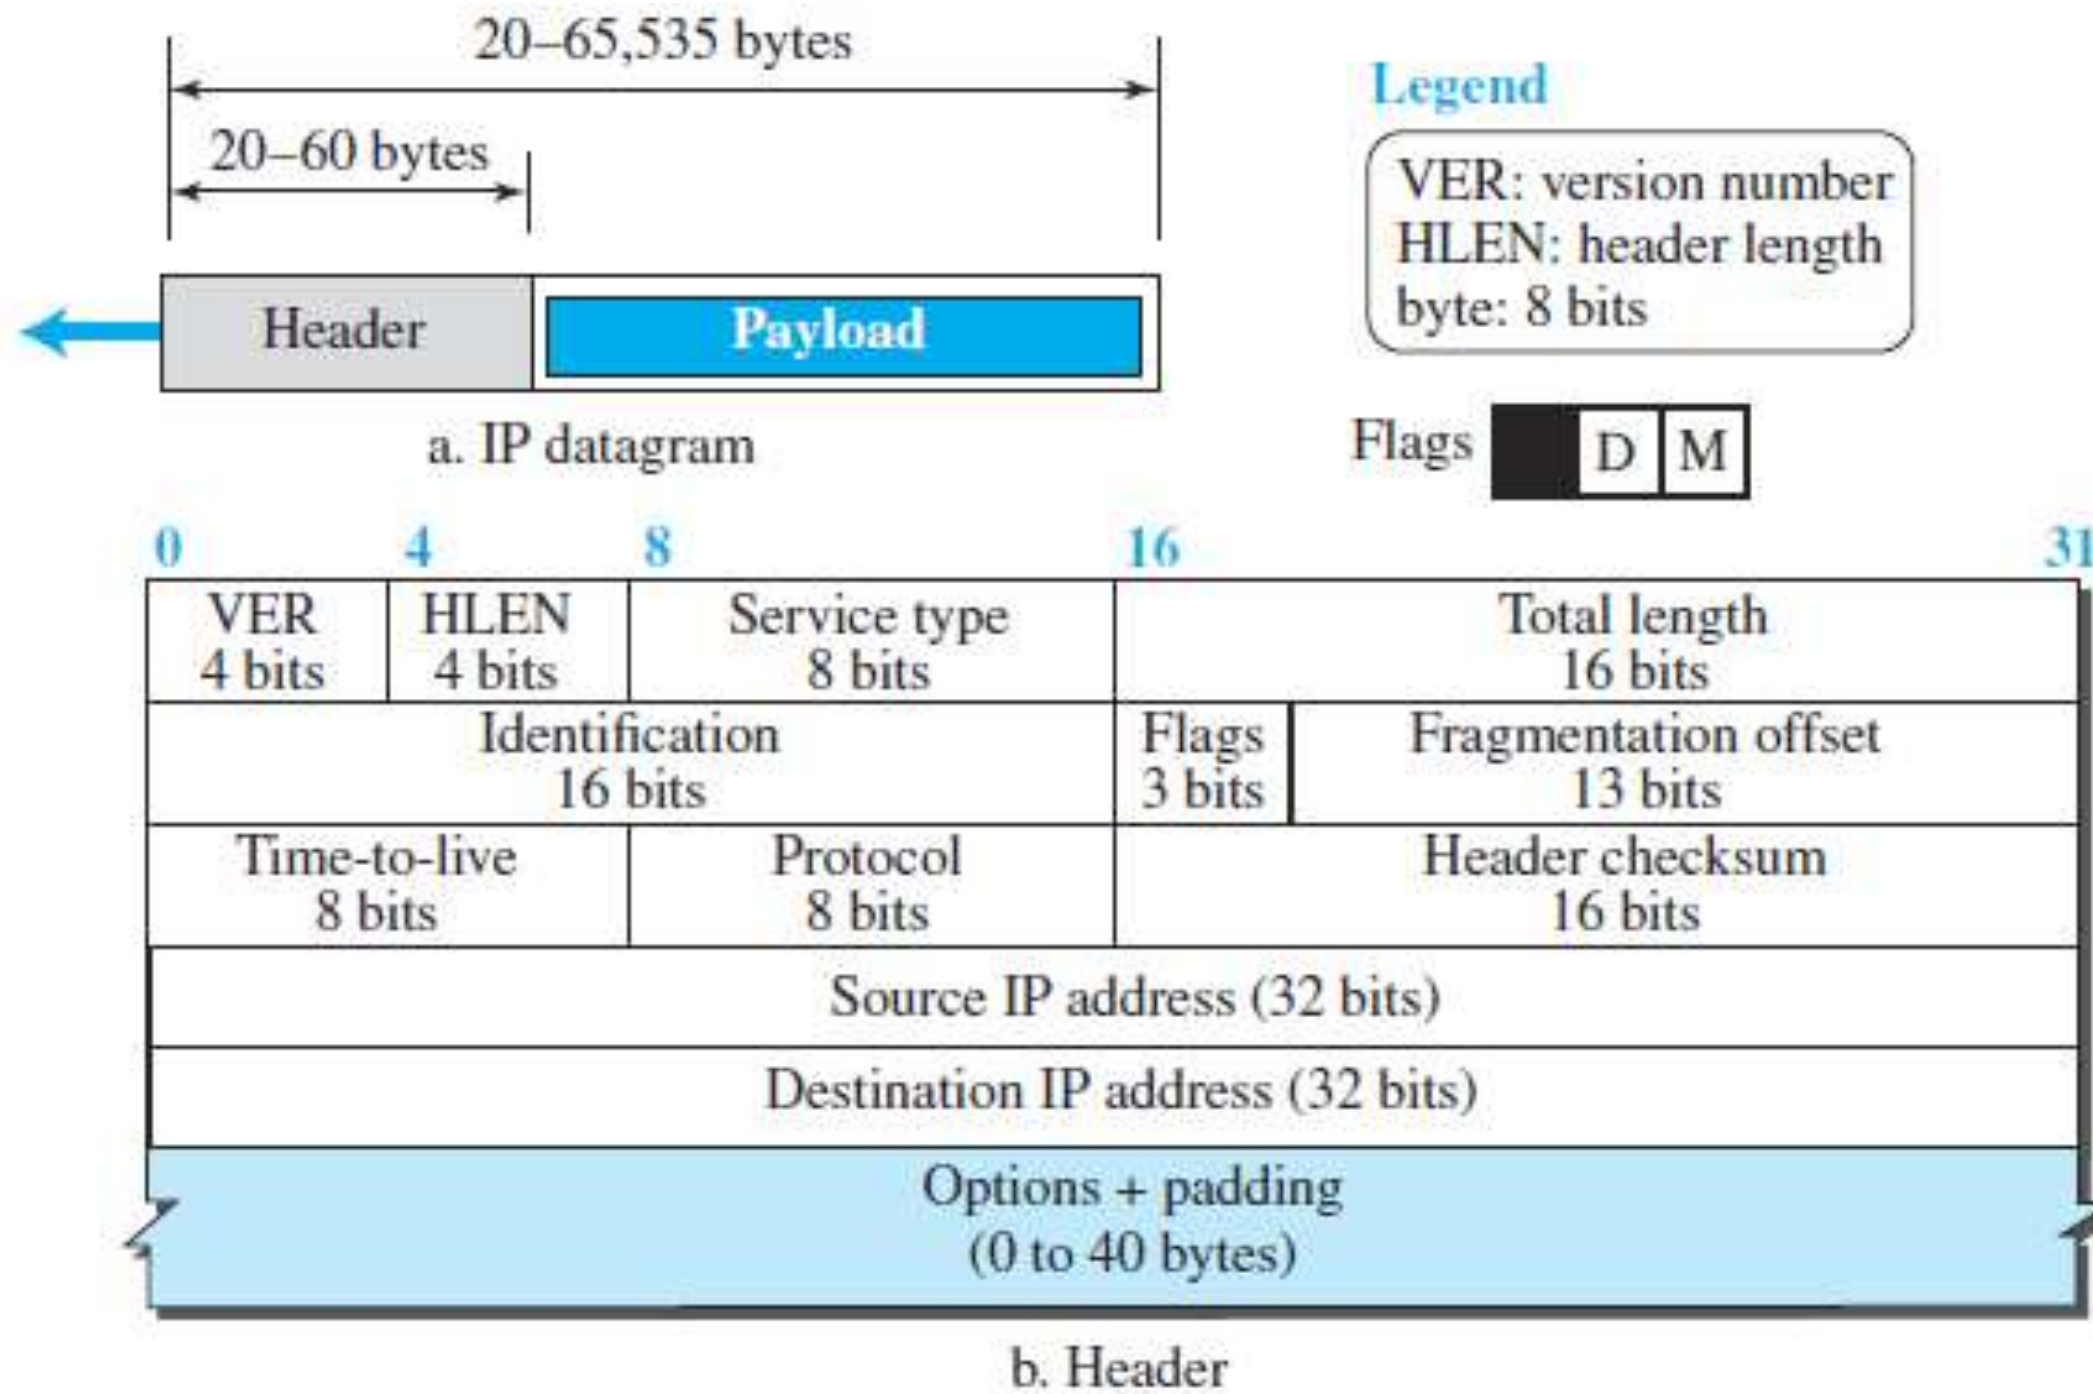 20–65,535 bytes
20–60 bytes
Header
Payload
a. IP datagram
Legend
VER: version number
HLEN: header length
byte: 8 bits
Flags D M
0 4 8 16 31
VER HLEN Service type Total length
4 bits 4 bits 8 bits 16 bits
Identification Flags Fragmentation offset
16 bits 3 bits 13 bits
Time-to-live Protocol Header checksum
8 bits 8 bits 16 bits
Source IP address (32 bits)
Destination IP address (32 bits)
Options + padding
(0 to 40 bytes)
b. Header